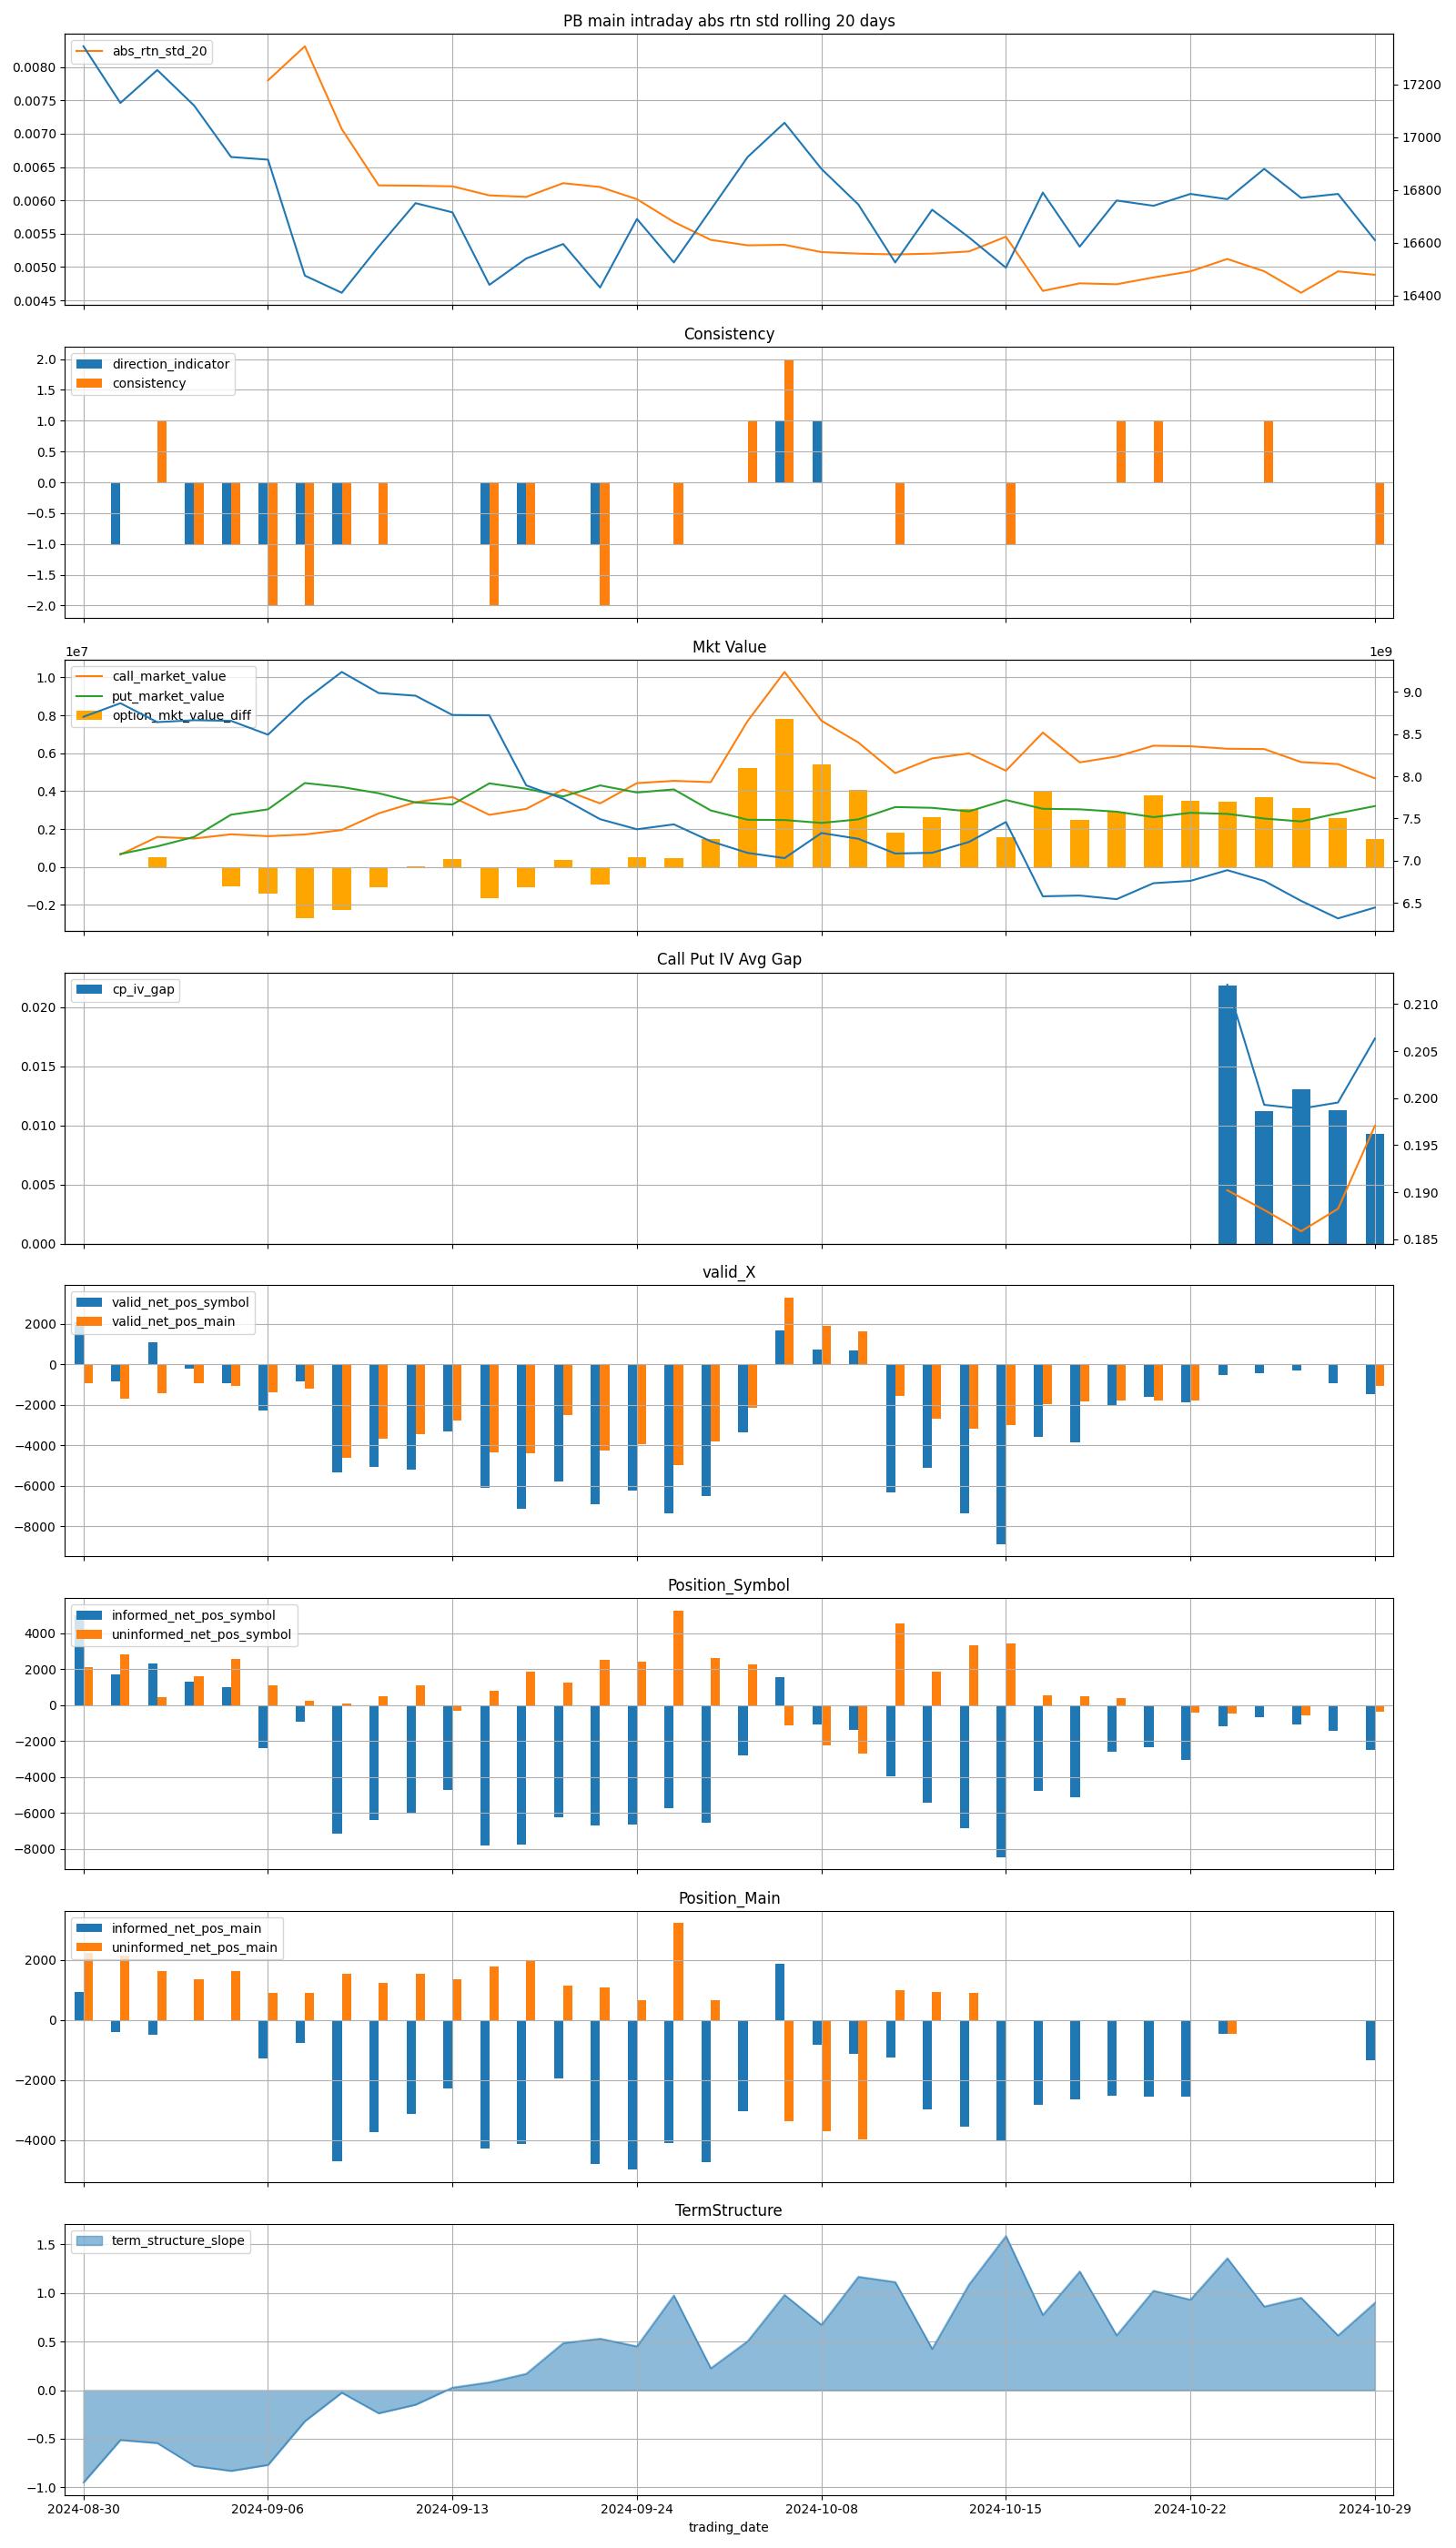 PB main intraday abs rtn std rolling 20 days
abs_rtn_std_20
0.0080
0.0075
0.0070
0.0065
0.0060
0.0055
0.0050
0.0045
17200
17000
16800
16600
16400
Consistency
direction_indicator
consistency
2.0
1.5
1.0
0.5
0.0
−0.5
−1.0
−1.5
−2.0
Mkt Value
1e7
1e9
call_market_value
put_market_value
option_mkt_value_diff
1.0
0.8
0.6
0.4
0.2
0.0
−0.2
9.0
8.5
8.0
7.5
7.0
6.5
Call Put IV Avg Gap
cp_iv_gap
0.020
0.015
0.010
0.005
0.000
0.210
0.205
0.200
0.195
0.190
0.185
valid_X
valid_net_pos_symbol
valid_net_pos_main
2000
0
−2000
−4000
−6000
−8000
Position_Symbol
informed_net_pos_symbol
uninformed_net_pos_symbol
4000
2000
0
−2000
−4000
−6000
−8000
Position_Main
informed_net_pos_main
uninformed_net_pos_main
2000
0
−2000
−4000
TermStructure
term_structure_slope
1.5
1.0
0.5
0.0
−0.5
−1.0
2024-08-30 2024-09-06 2024-09-13 2024-09-24 2024-10-08 2024-10-15 2024-10-22 2024-10-29
trading_date